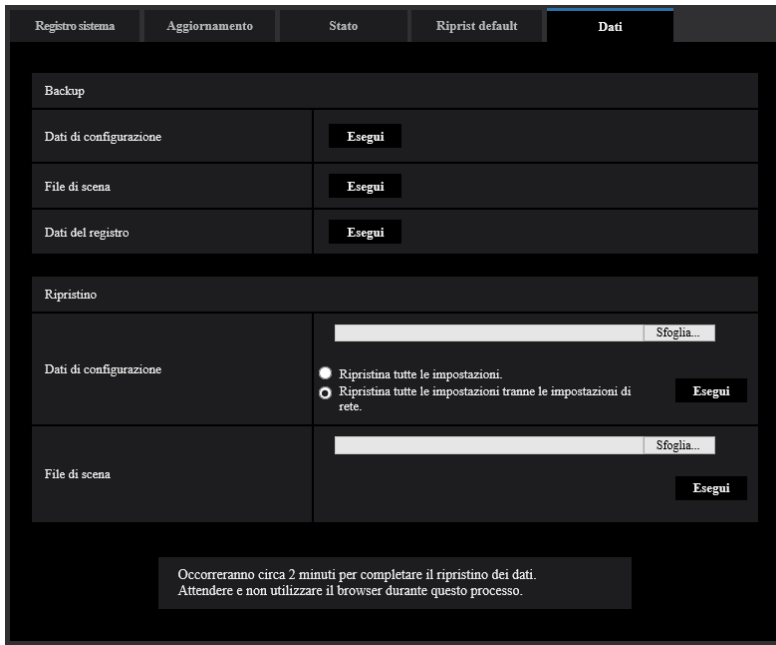 Registro sistema
Aggiornamento
Stato
Riprist default
Dati
Backup
Dati di configurazione
Esegui
File di scena
Esegui
Dati del registro
Esegui
Ripristino
Dati di configurazione
Sfoglia...
Ripristina tutte le impostazioni.
Ripristina tutte le impostazioni tranne le impostazioni di
rete.
Esegui
File di scena
Sfoglia...
Esegui
Occorreranno circa 2 minuti per completare il ripristino dei dati.
Attendere e non utilizzare il browser durante questo processo.